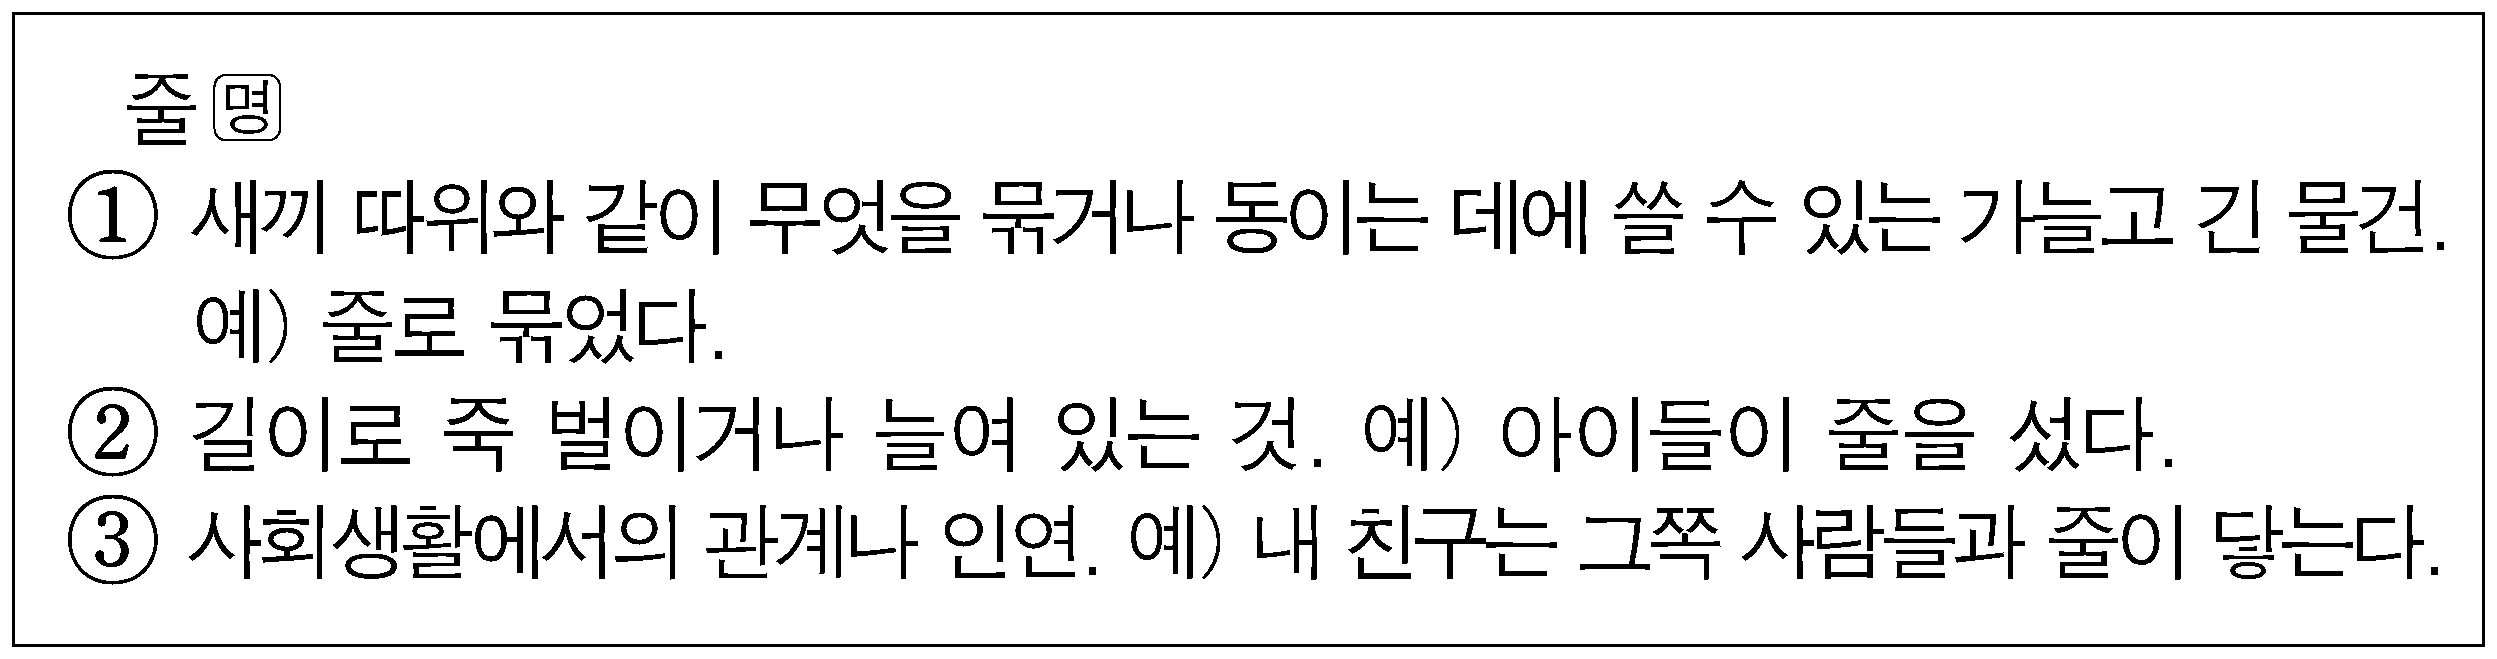 줄 명
① 새끼 따위와 같이 무엇을 묶거나 동이는 데에 쓸 수 있는 가늘고 긴 물건.
예) 줄로 묶었다.
② 길이로 죽 벌이거나 늘여 있는 것. 예) 아이들이 줄을 섰다.
③ 사회생활에서의 관계나 인연. 예) 내 친구는 그쪽 사람들과 줄이 닿는다.